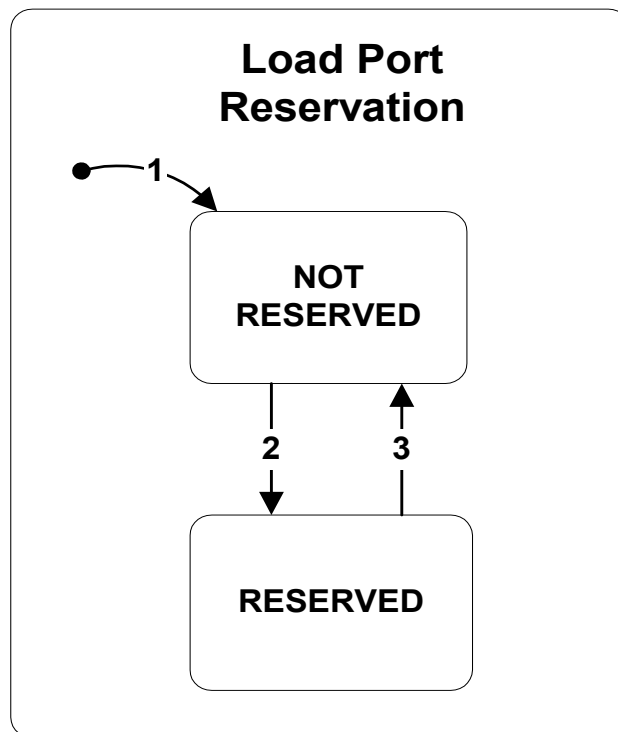 Load Port
Reservation
1
NOT
RESERVED
2 3
RESERVED